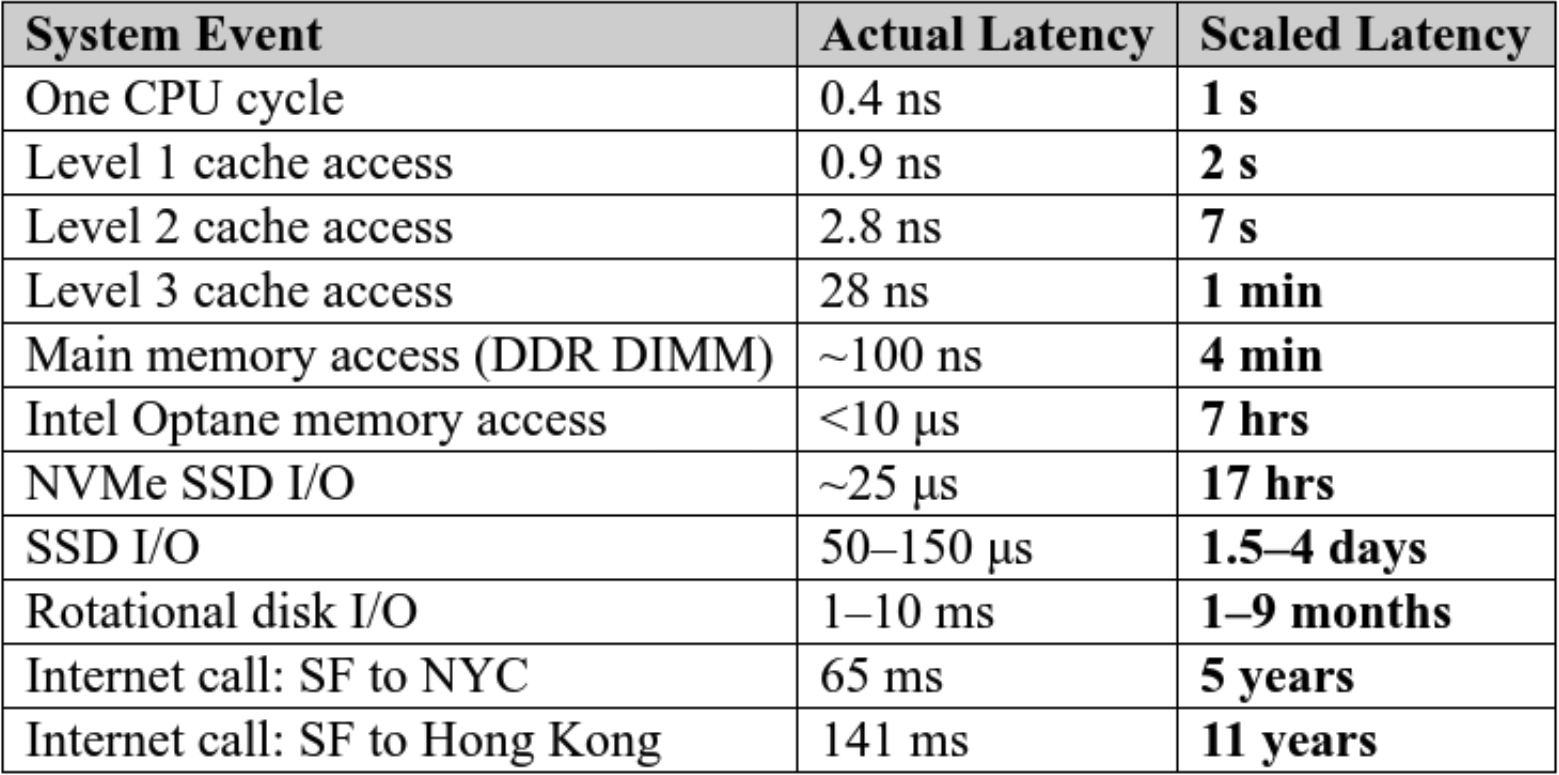 System Event Actual Latency Scaled Latency
One CPU cycle 0.4 ns 1 s
Level 1 cache access 0.9 ns 2 s
Level 2 cache access 2.8 ns 7 s
Level 3 cache access 28 ns 1 min
Main memory access (DDR DIMM) ~100 ns 4 min
Intel Optane memory access <10 μs 7 hrs
NVMe SSD I/O ~25 μs 17 hrs
SSD I/O 50–150 μs 1.5–4 days
Rotational disk I/O 1–10 ms 1–9 months
Internet call: SF to NYC 65 ms 5 years
Internet call: SF to Hong Kong 141 ms 11 years